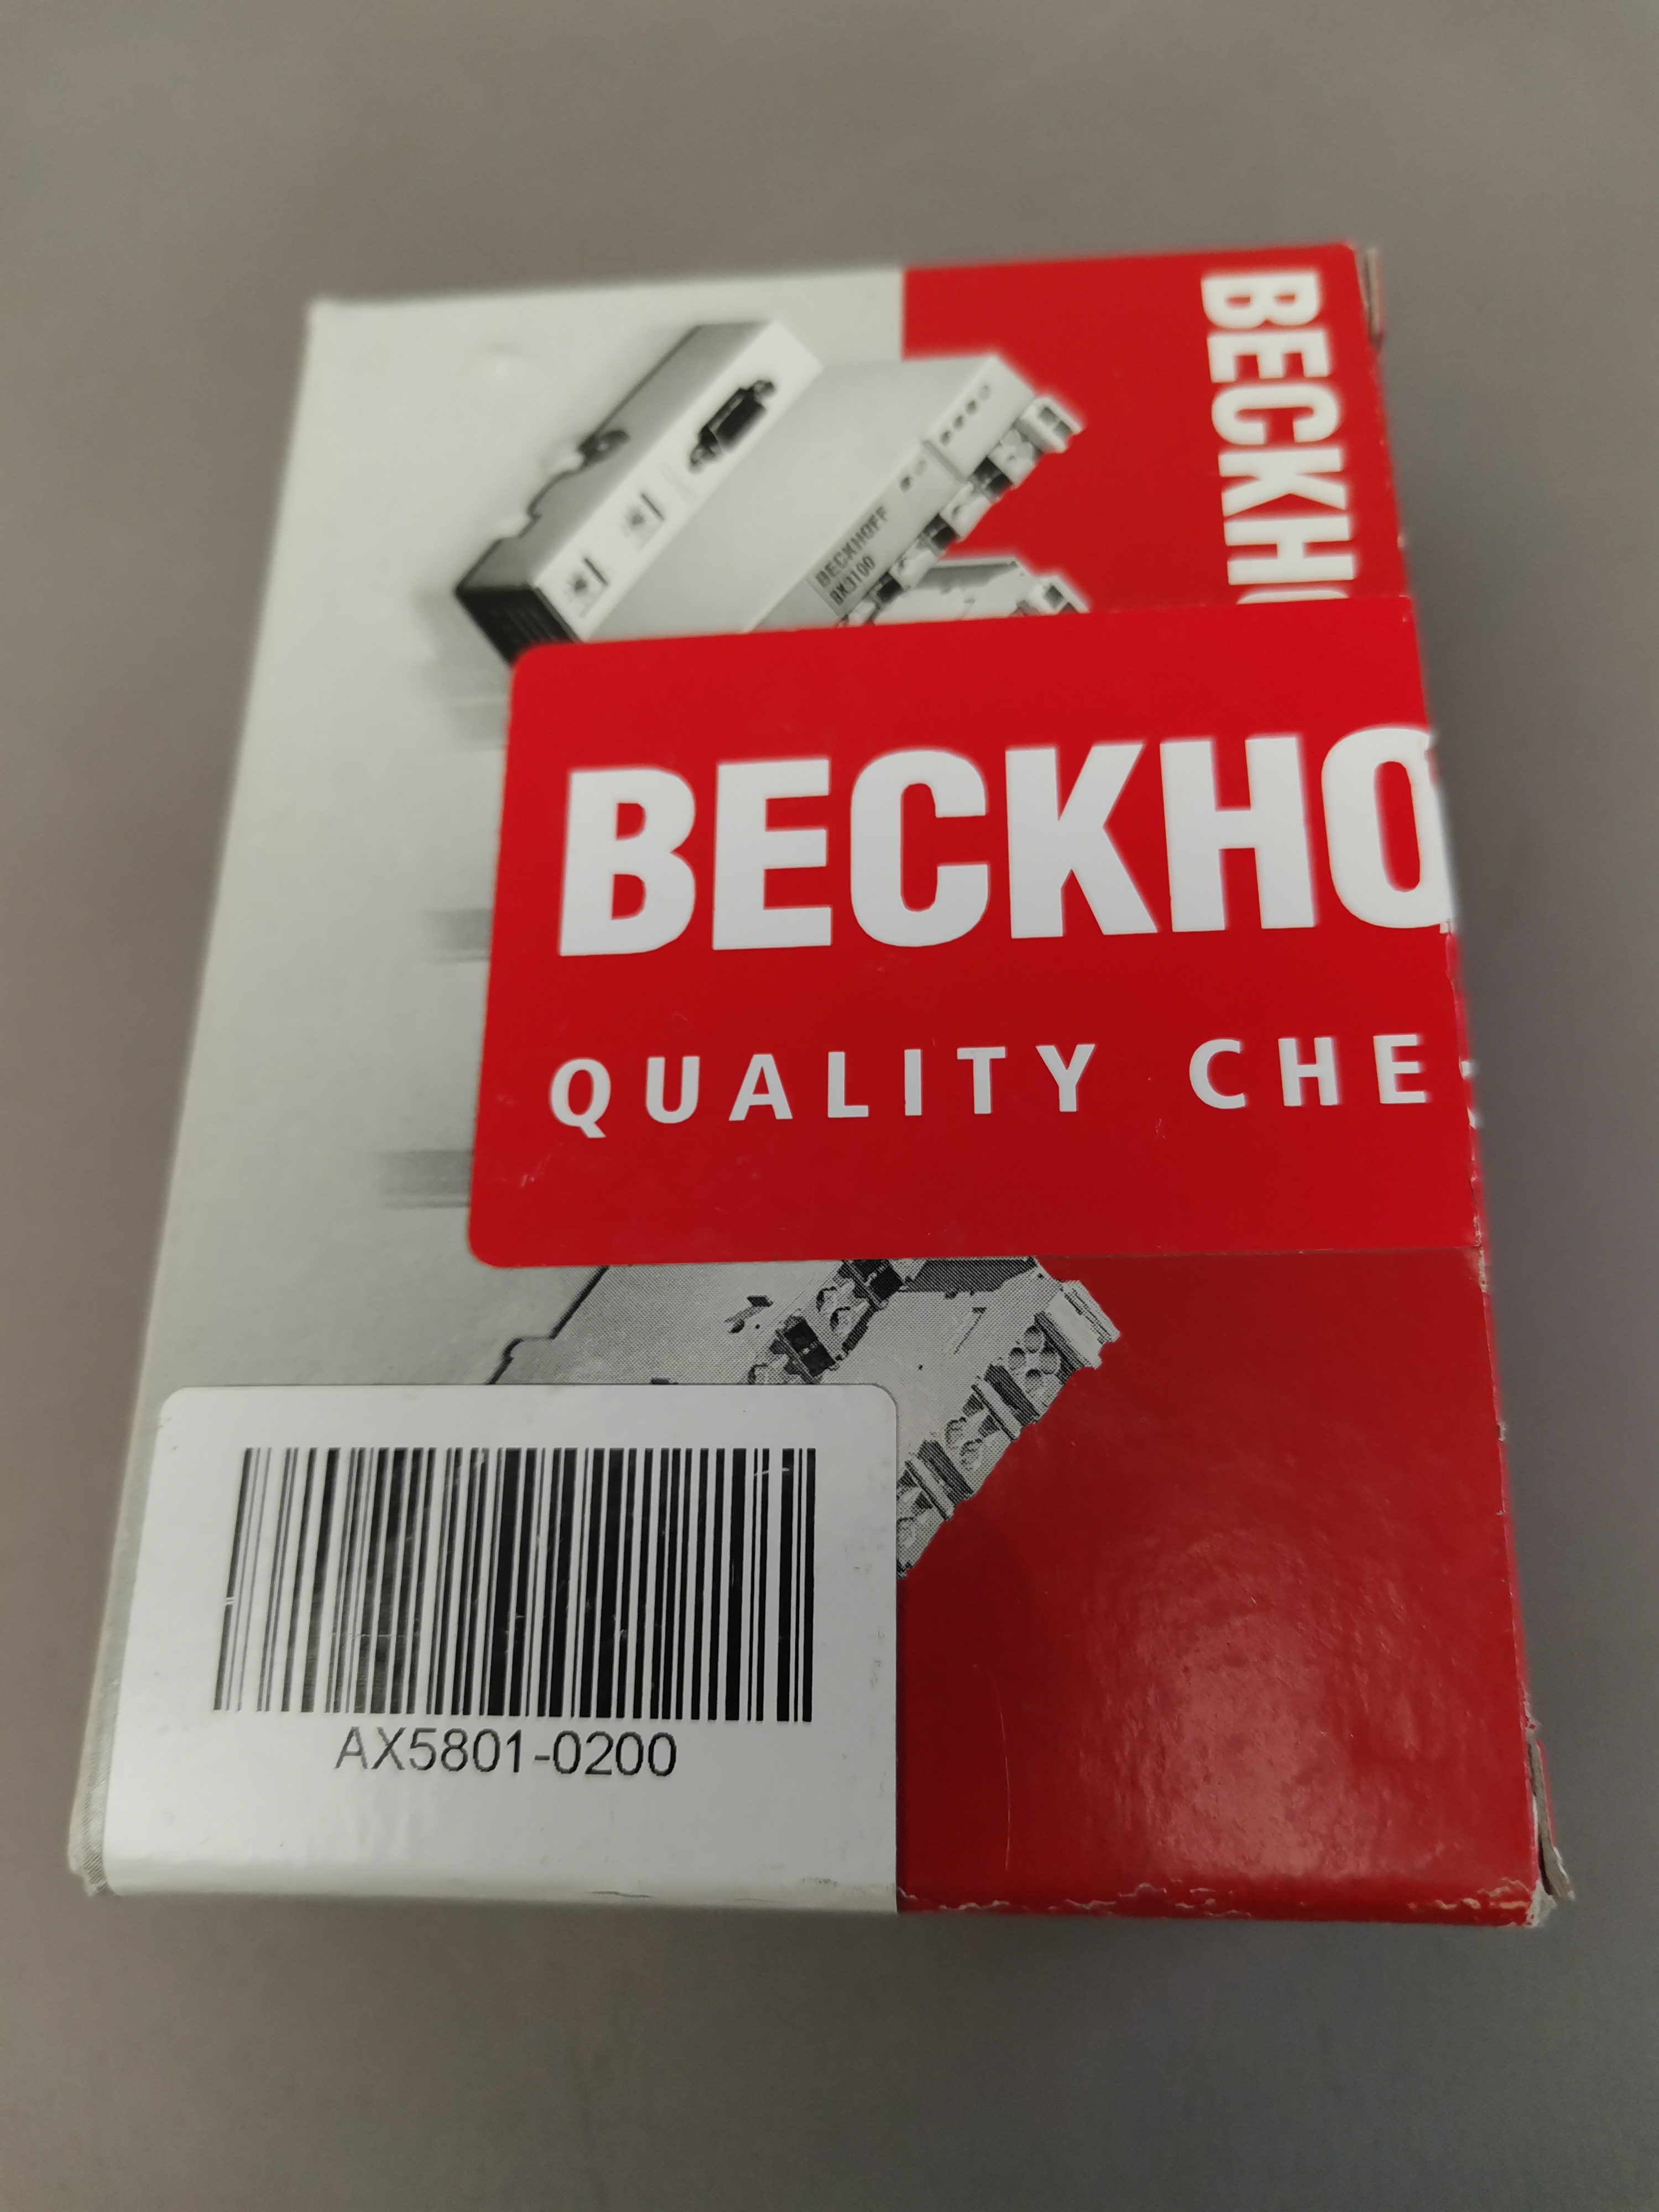 BECKHO
BECKHOFF
BK3100
BECKHO
QUALITY CHE
AX5801-0200